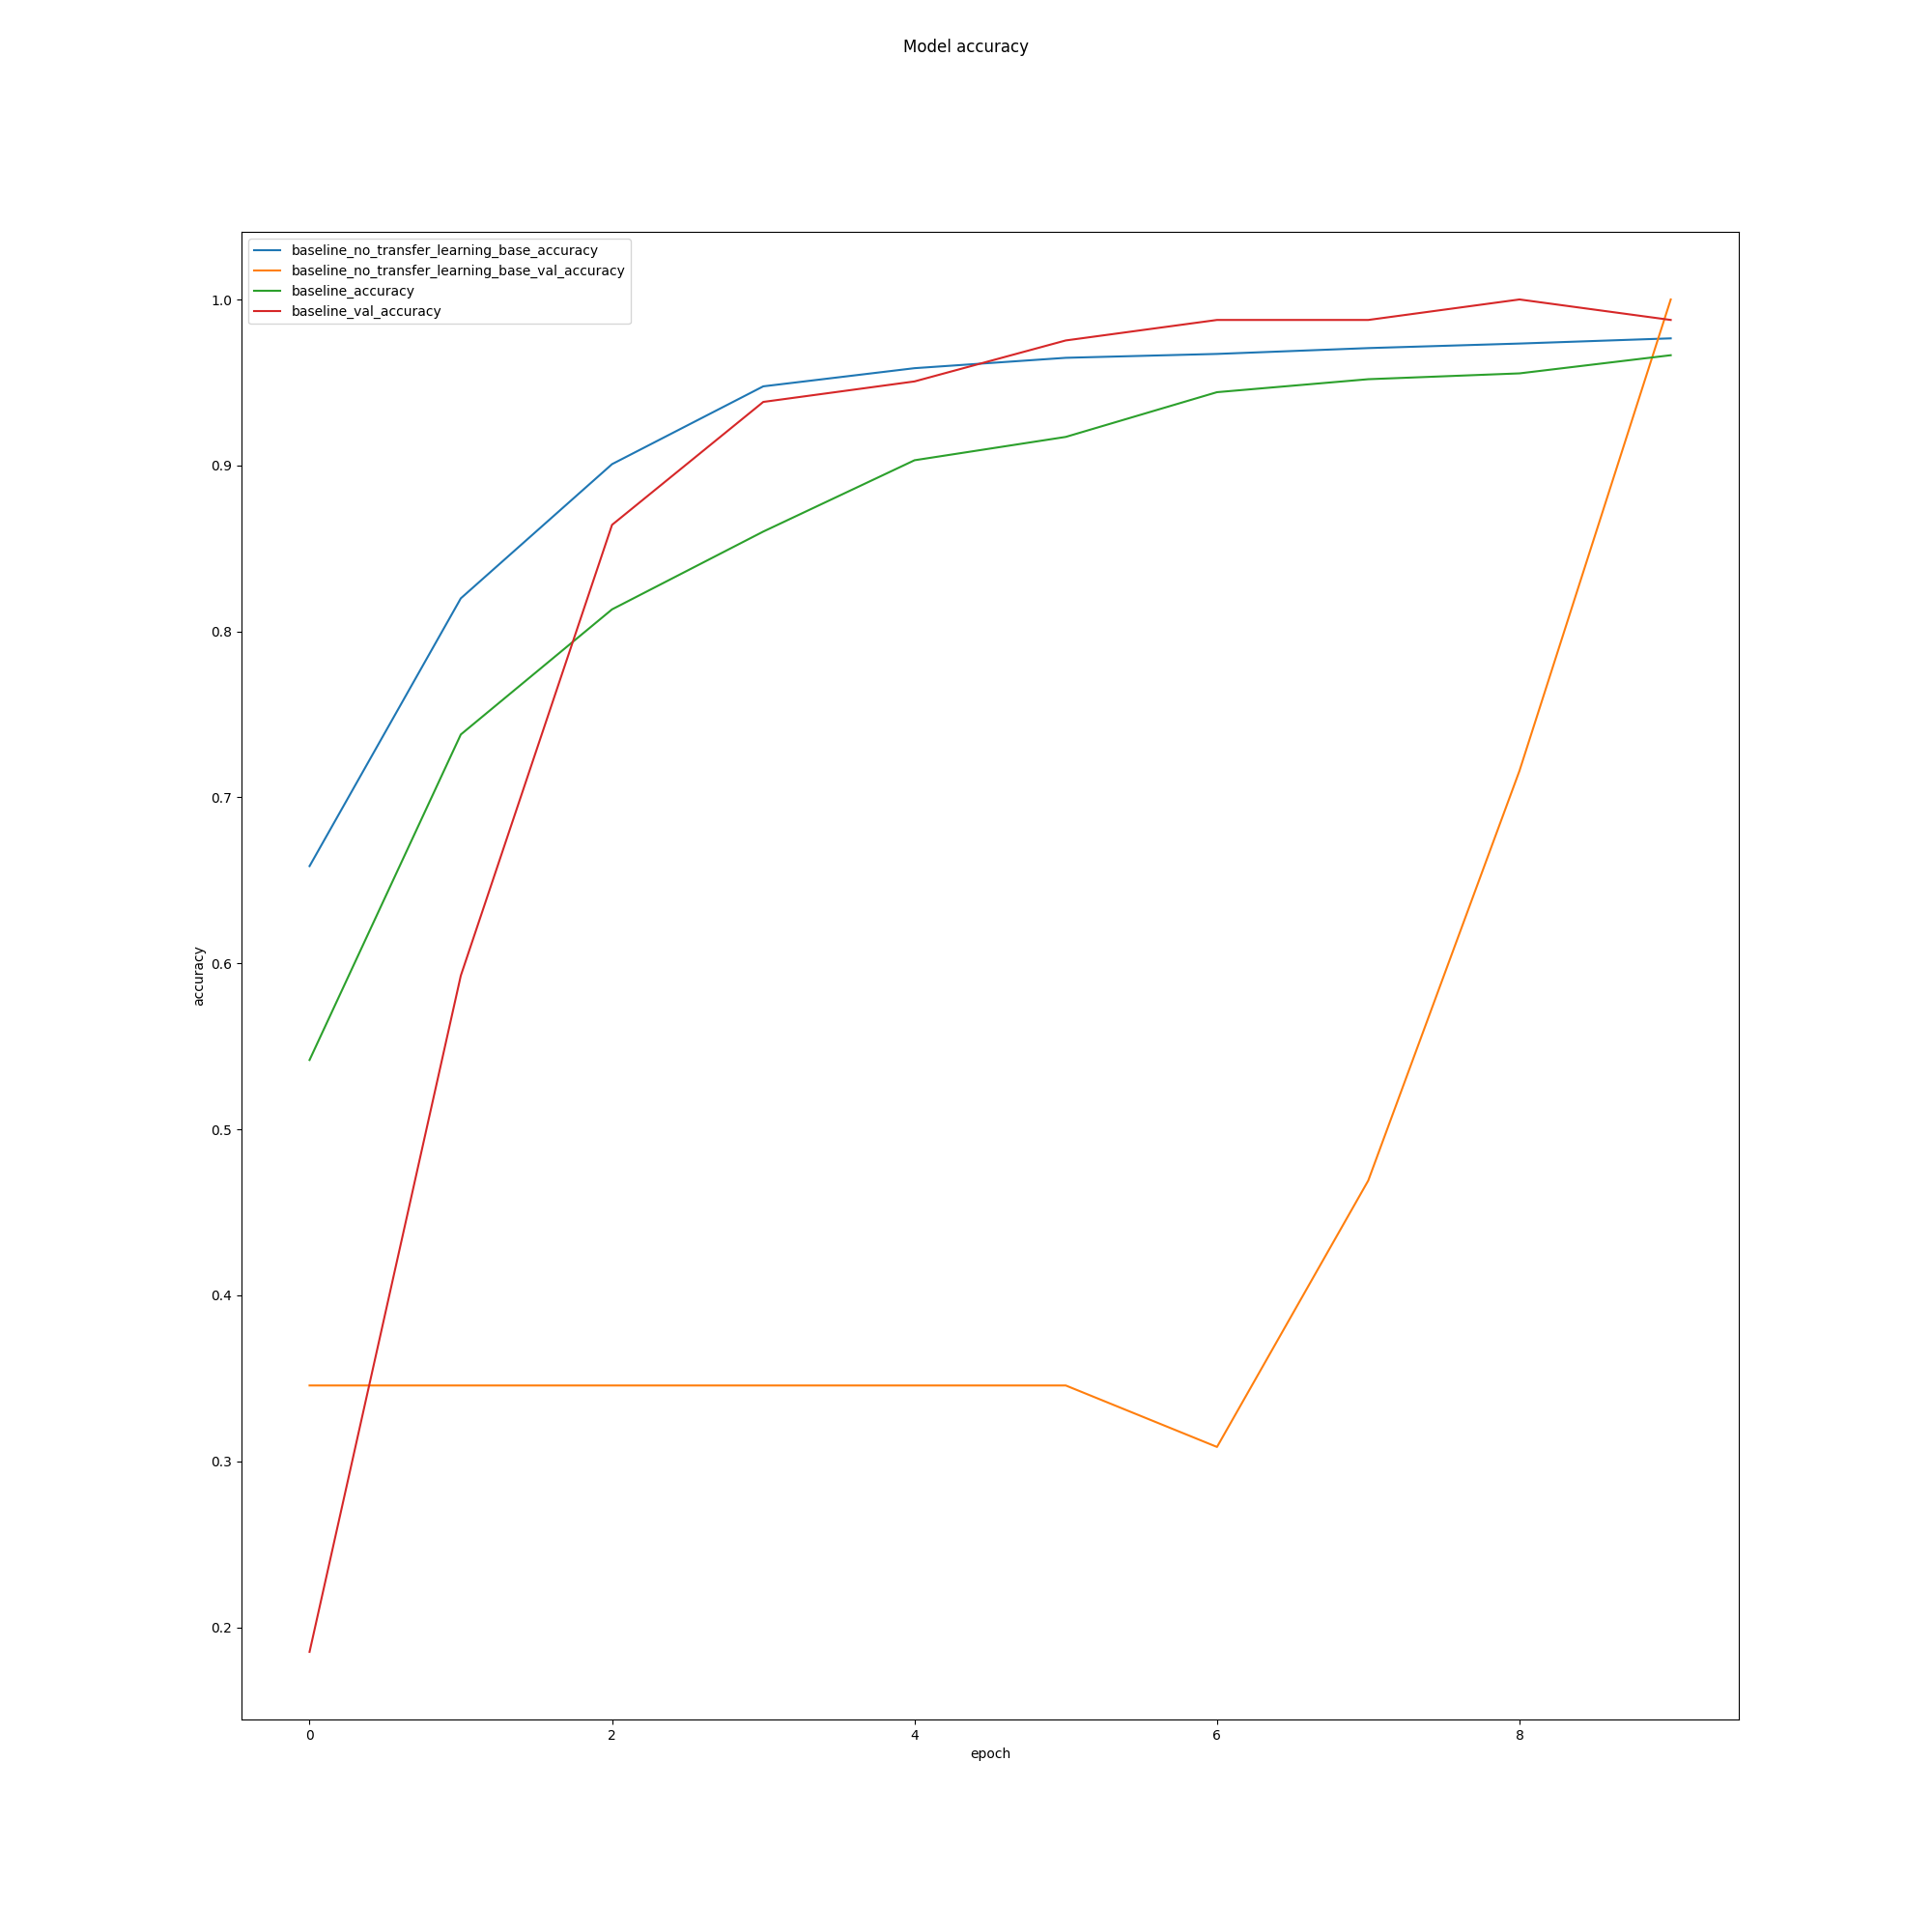 Model accuracy
baseline_no_transfer_learning_base_accuracy
baseline_no_transfer_learning_base_val_accuracy
baseline_accuracy
baseline_val_accuracy
1.0
0.9
0.8
0.7
0.6
0.5
0.4
0.3
0.2
accuracy
0 2 4 6 8
epoch